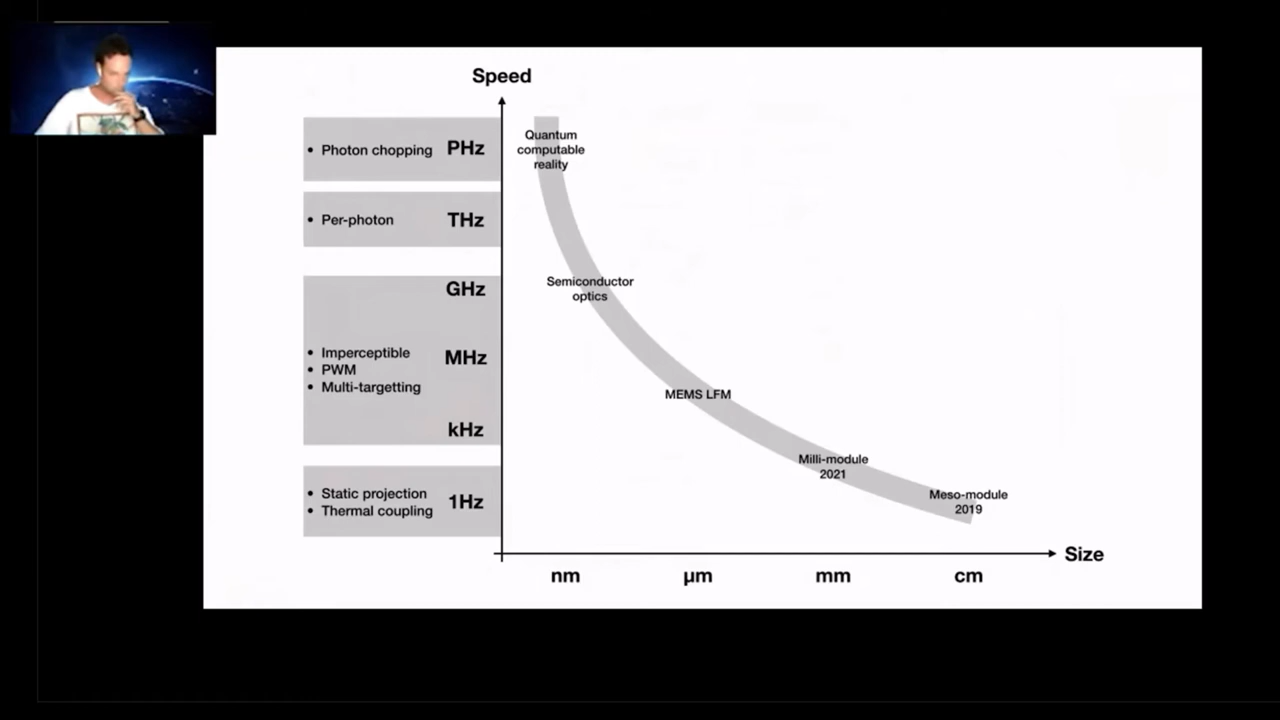 Speed
• Photon chopping PHz
• Per-photon THz
GHz
• Imperceptible
• PWM
• Multi-targetting
MHz
kHz
• Static projection
• Thermal coupling
1Hz
Quantum
computable
reality
Semiconductor
optics
MEMS LFM
Milli-module
2021
Meso-module
2019
Size
nm µm mm cm